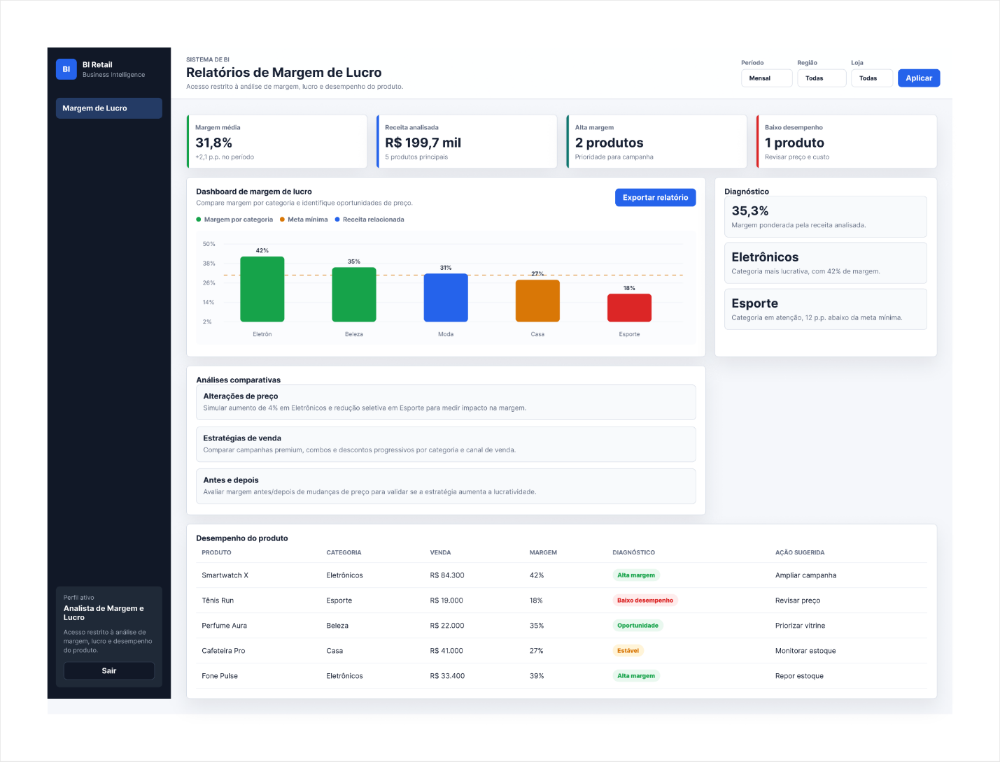 BI
BI Retail
Business Intelligence
Margem de Lucro
Perfil ativo
Analista de Margem e
Lucro
Acesso restrito à análise de
margem, lucro e desempenho
do produto.
Sair
SISTEMA DE BI
Relatórios de Margem de Lucro
Acesso restrito à análise de margem, lucro e desempenho do produto.
Período
Mensal
Região
Todas
Loja
Todas
Aplicar
Margem média
31,8%
+2,1 p.p. no período
Receita analisada
R$ 199,7 mil
5 produtos principais
Alta margem
2 produtos
Prioridade para campanha
Baixo desempenho
1 produto
Revisar preço e custo
Dashboard de margem de lucro
Compare margem por categoria e identifique oportunidades de preço.
Exportar relatório
Margem por categoria
Meta mínima
Receita relacionada
50%
38%
26%
14%
2%
42%
35%
31%
27%
18%
Eletrôn
Beleza
Moda
Casa
Esporte
Diagnóstico
35,3%
Margem ponderada pela receita analisada.
Eletrônicos
Categoria mais lucrativa, com 42% de margem.
Esporte
Categoria em atenção, 12 p.p. abaixo da meta mínima.
Análises comparativas
Alterações de preço
Simular aumento de 4% em Eletrônicos e redução seletiva em Esporte para medir impacto na margem.
Estratégias de venda
Comparar campanhas premium, combos e descontos progressivos por categoria e canal de venda.
Antes e depois
Avaliar margem antes/depois de mudanças de preço para validar se a estratégia aumenta a lucratividade.
Desempenho do produto
PRODUTO CATEGORIA VENDA MARGEM DIAGNÓSTICO AÇÃO SUGERIDA
Smartwatch X Eletrônicos R$ 84.300 42% Alta margem Ampliar campanha
Tênis Run Esporte R$ 19.000 18% Baixo desempenho Revisar preço
Perfume Aura Beleza R$ 22.000 35% Oportunidade Priorizar vitrine
Cafeteira Pro Casa R$ 41.000 27% Estável Monitorar estoque
Fone Pulse Eletrônicos R$ 33.400 39% Alta margem Repor estoque